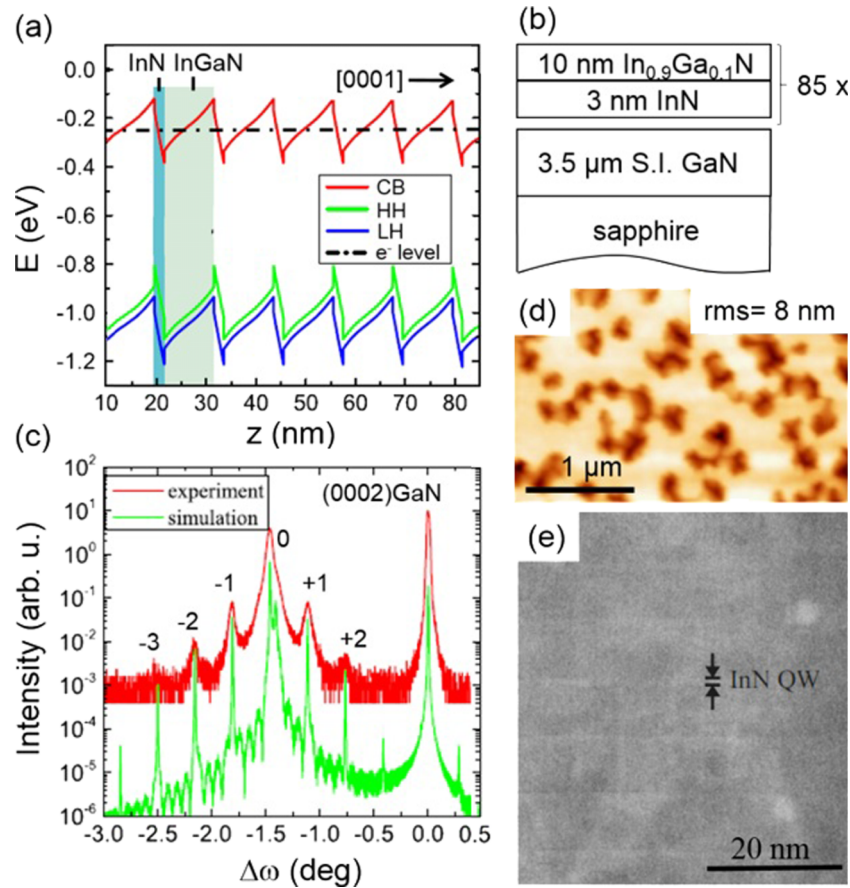 (a)
InN InGaN
[0001]
0.0
-0.2
-0.4
-0.6
-0.8
-1.0
-1.2
E (eV)
CB
HH
LH
e⁻ level
10 20 30 40 50 60 70 80
z (nm)
(b)
10 nm In₀.₉Ga₀.₁N
3 nm InN
85 x
3.5 µm S.I. GaN
sapphire
(c)
experiment
simulation
(0002)GaN
10²
10¹
10⁰
10⁻¹
10⁻²
10⁻³
10⁻⁴
10⁻⁵
10⁻⁶
Intensity (arb. u.)
-3 -2 -1 0 +1 +2
-3.0 -2.5 -2.0 -1.5 -1.0 -0.5 0.0 0.5
Δω (deg)
(d)
rms= 8 nm
1 µm
(e)
InN QW
20 nm